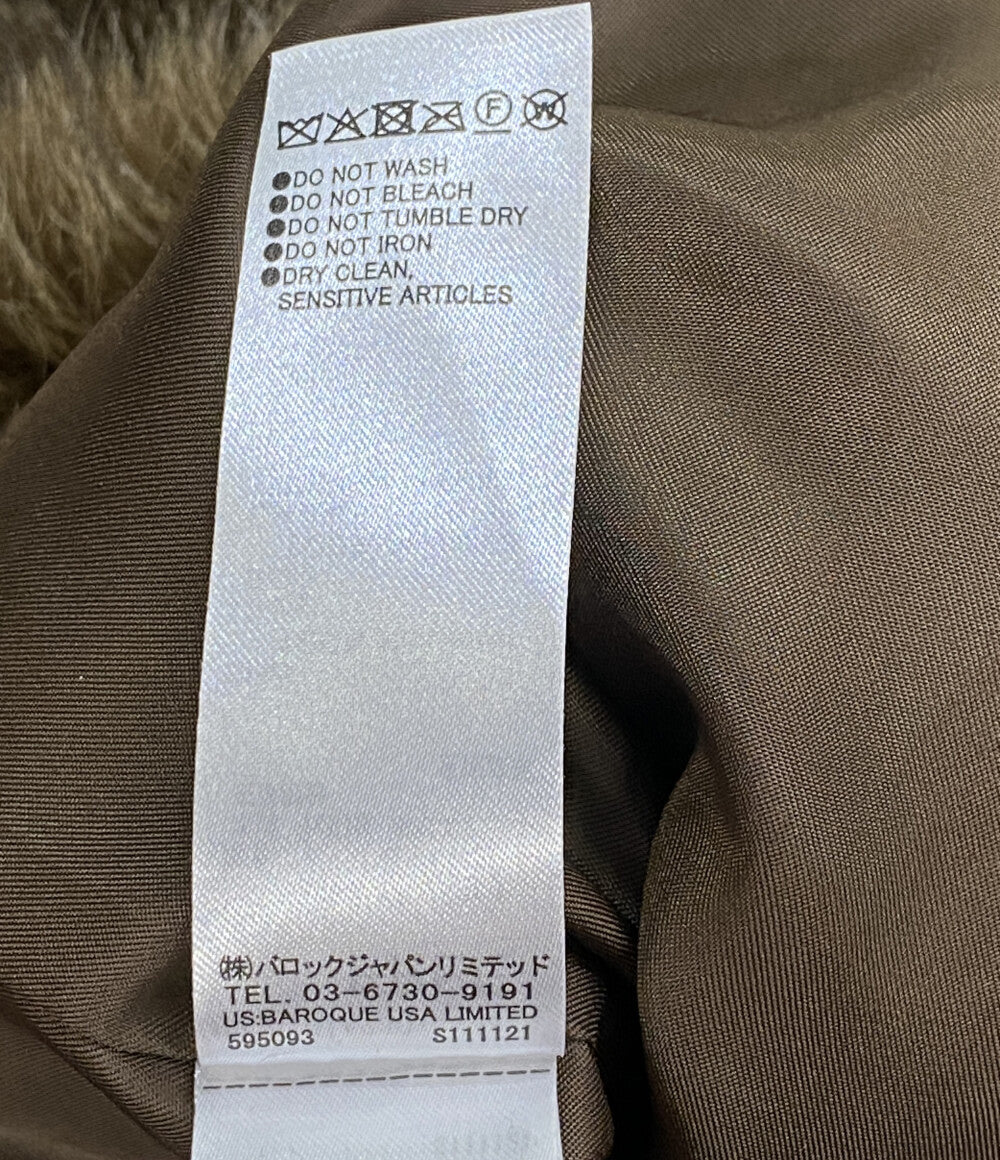 F W
●DO NOT WASH
●DO NOT BLEACH
●DO NOT TUMBLE DRY
●DO NOT IRON
●DRY CLEAN,
SENSITIVE ARTICLES
(株)バロックジャパンリミテッド
TEL. 03-6730-9191
US:BAROQUE USA LIMITED
595093 S111121